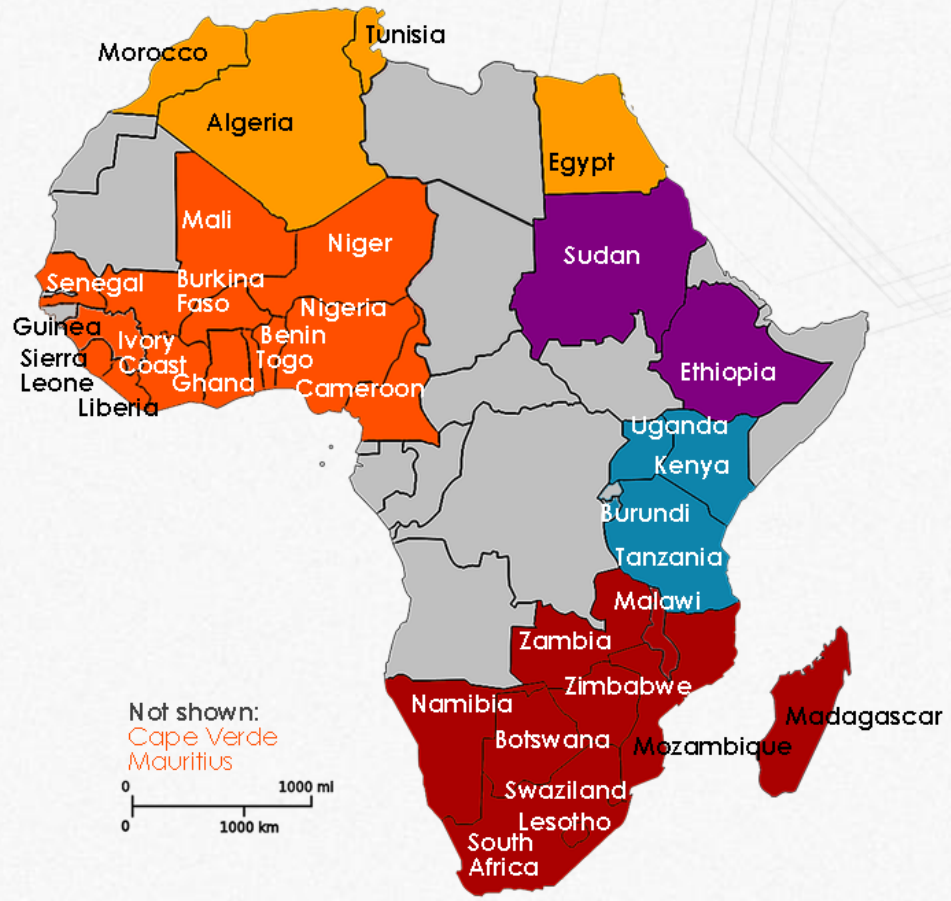 Tunisia
Morocco
Algeria
Egypt
Mali
Niger
Sudan
Senegal
Burkina
Faso
Nigeria
Guinea
Ivory
Coast
Benin
Togo
Sierra
Leone
Ghana
Cameroon
Liberia
Ethiopia
Uganda
Kenya
Burundi
Tanzania
Malawi
Zambia
Zimbabwe
Namibia
Botswana
Mozambique
Madagascar
Swaziland
Lesotho
South
Africa
Not shown:
Cape Verde
Mauritius
0 1000 mi
0 1000 km